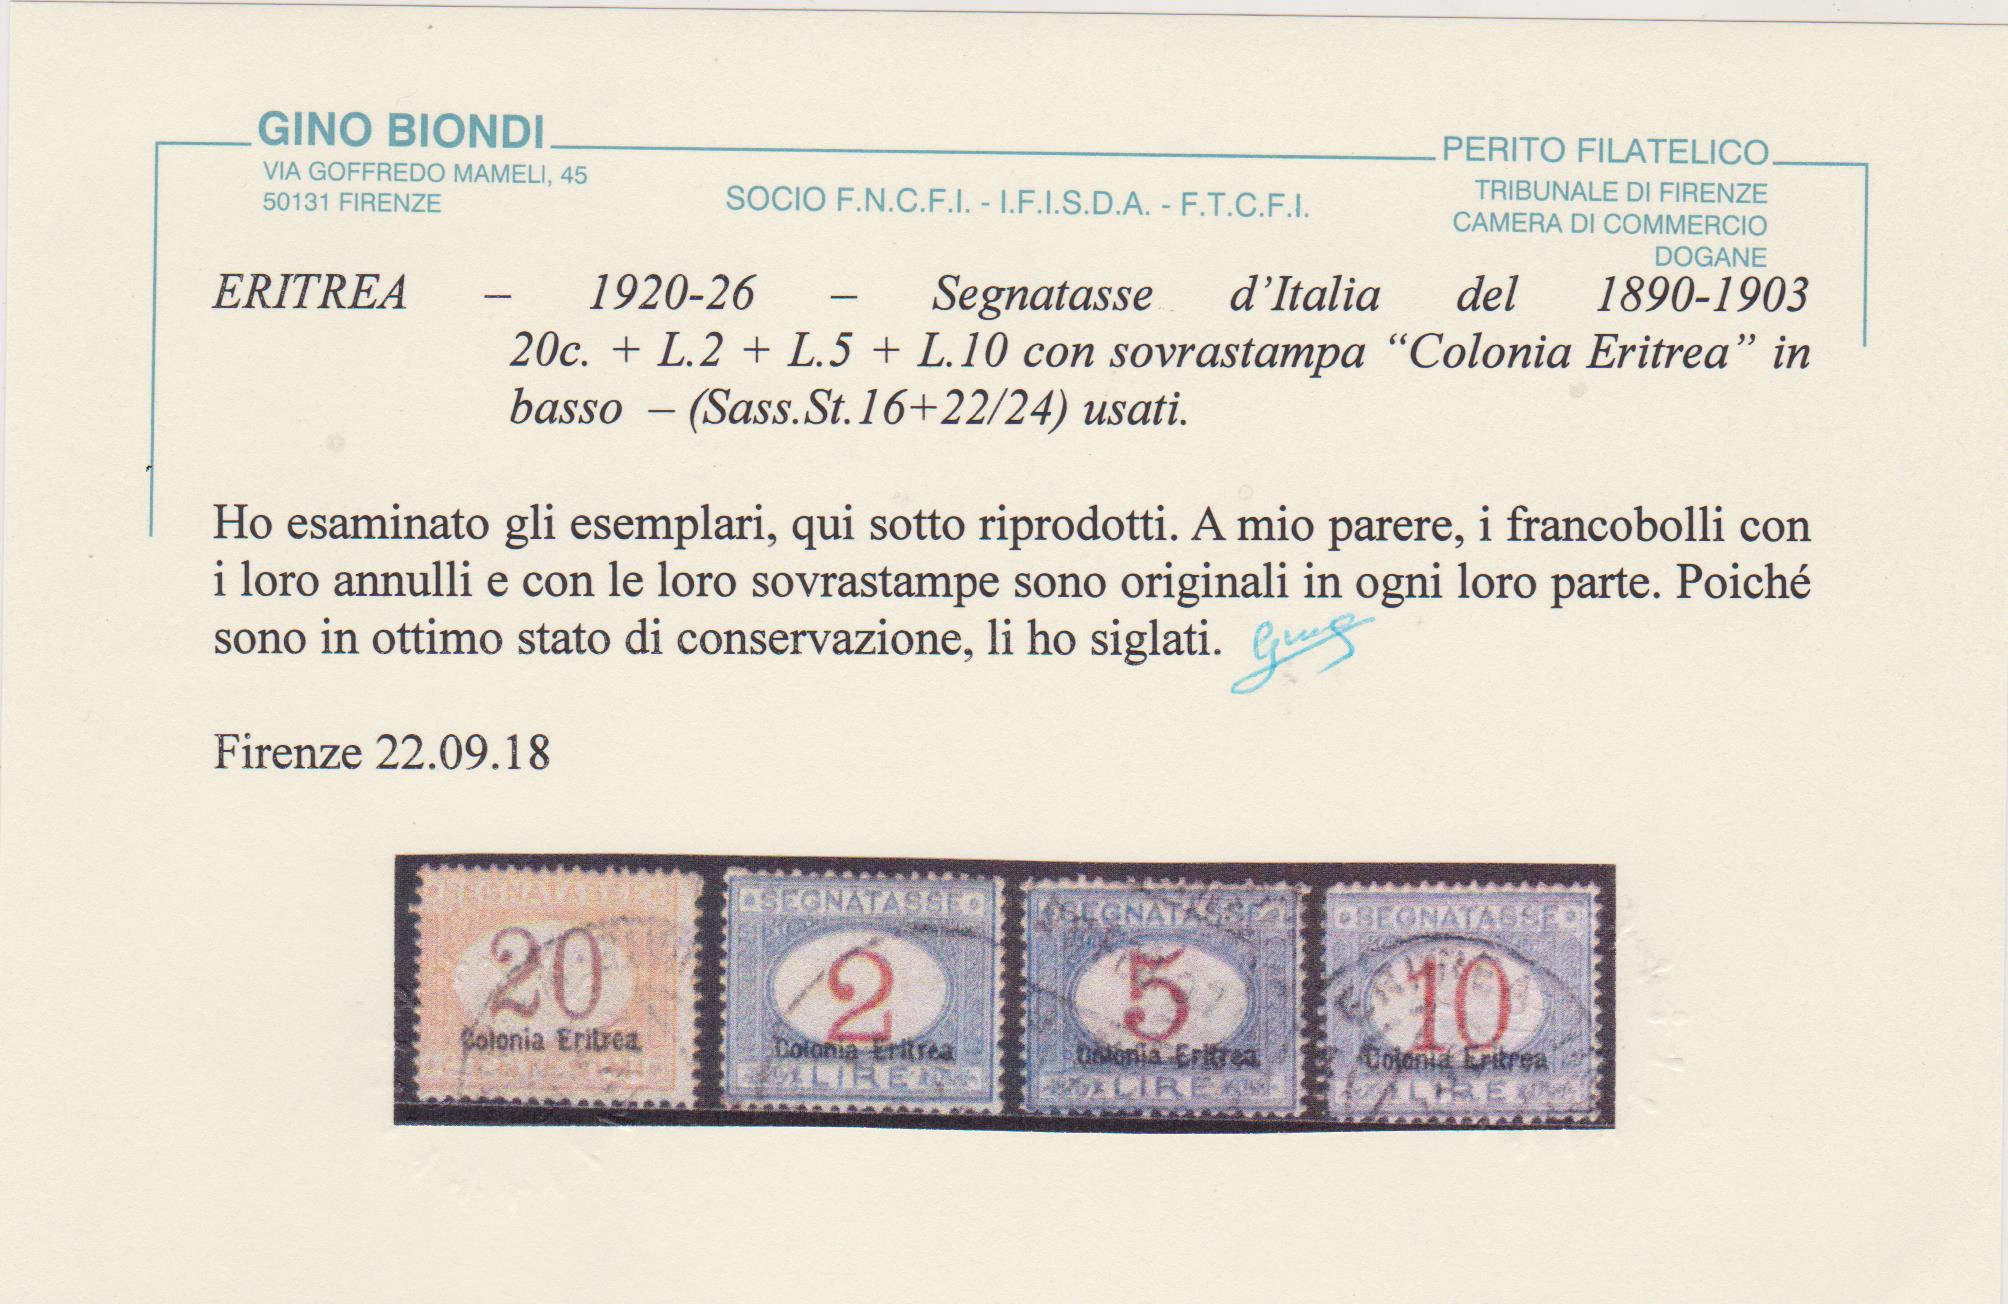 GINO BIONDI
VIA GOFFREDO MAMELI, 45
50131 FIRENZE
SOCIO F.N.C.F.I. - I.F.I.S.D.A. - F.T.C.F.I.
PERITO FILATELICO
TRIBUNALE DI FIRENZE
CAMERA DI COMMERCIO
DOGANE
ERITREA – 1920-26 – Segnatasse d’Italia del 1890-1903
20c. + L.2 + L.5 + L.10 con sovrastampa “Colonia Eritrea” in
basso – (Sass.St.16+22/24) usati.
Ho esaminato gli esemplari, qui sotto riprodotti. A mio parere, i francobolli con
i loro annulli e con le loro sovrastampe sono originali in ogni loro parte. Poiché
sono in ottimo stato di conservazione, li ho siglati.
Firenze 22.09.18
SEGNATASSE
20
Colonia Eritrea
SEGNATASSE
2
Colonia Eritrea
LIRE
SEGNATASSE
5
Colonia Eritrea
LIRE
SEGNATASSE
10
Colonia Eritrea
LIRE